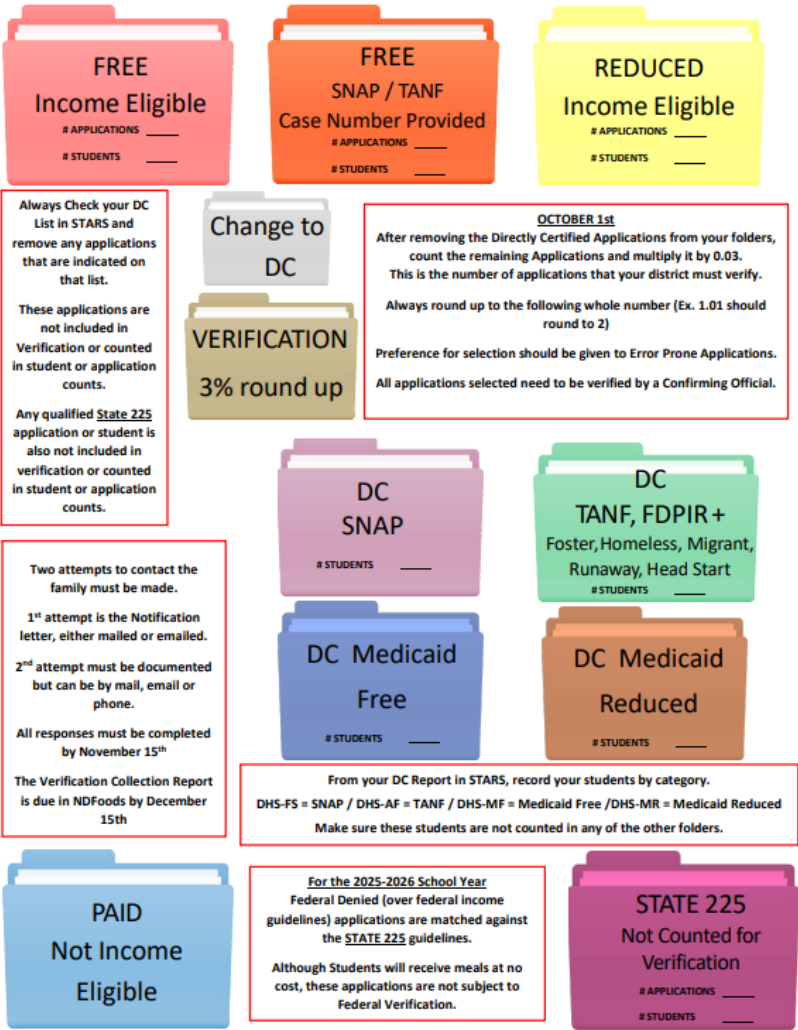 FREE
Income Eligible
# APPLICATIONS _____
# STUDENTS _____
FREE
SNAP / TANF
Case Number Provided
# APPLICATIONS _____
# STUDENTS _____
REDUCED
Income Eligible
# APPLICATIONS _____
# STUDENTS _____
Always Check your DC
List in STARS and
remove any applications
that are indicated on
that list.
These applications are
not included in
Verification or counted
in student or application
counts.
Any qualified State 225
application or student is
also not included in
verification or counted
in student or application
counts.
Change to
DC
VERIFICATION
3% round up
OCTOBER 1st
After removing the Directly Certified Applications from your folders,
count the remaining Applications and multiply it by 0.03.
This is the number of applications that your district must verify.
Always round up to the following whole number (Ex. 1.01 should
round to 2)
Preference for selection should be given to Error Prone Applications.
All applications selected need to be verified by a Confirming Official.
DC
SNAP
# STUDENTS _____
DC
TANF, FDPIR +
Foster, Homeless, Migrant,
Runaway, Head Start
# STUDENTS _____
Two attempts to contact the
family must be made.
1st attempt is the Notification
letter, either mailed or emailed.
2nd attempt must be documented
but can be by mail, email or
phone.
All responses must be completed
by November 15th
The Verification Collection Report
is due in NDFoods by December
15th
DC Medicaid
Free
# STUDENTS _____
DC Medicaid
Reduced
# STUDENTS _____
From your DC Report in STARS, record your students by category.
DHS-FS = SNAP / DHS-AF = TANF / DHS-MF = Medicaid Free /DHS-MR = Medicaid Reduced
Make sure these students are not counted in any of the other folders.
PAID
Not Income
Eligible
For the 2025-2026 School Year
Federal Denied (over federal income
guidelines) applications are matched against
the STATE 225 guidelines.
Although Students will receive meals at no
cost, these applications are not subject to
Federal Verification.
STATE 225
Not Counted for
Verification
# APPLICATIONS _____
# STUDENTS _____